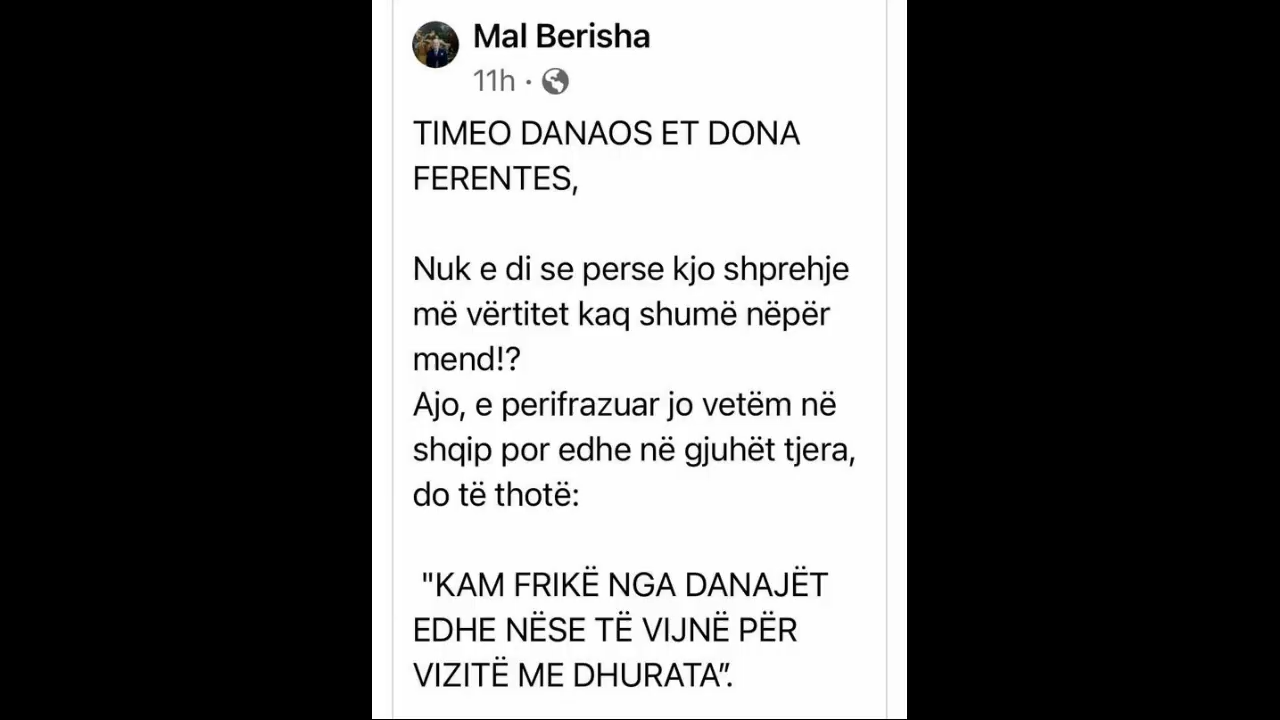 Mal Berisha
11h ·
TIMEO DANAOS ET DONA
FERENTES,
Nuk e di se perse kjo shprehje
më vërtitet kaq shumë nëpër
mend!?
Ajo, e perifrazuar jo vetëm në
shqip por edhe në gjuhët tjera,
do të thotë:
"KAM FRIKË NGA DANAJËT
EDHE NËSE TË VIJNË PËR
VIZITË ME DHURATA”.